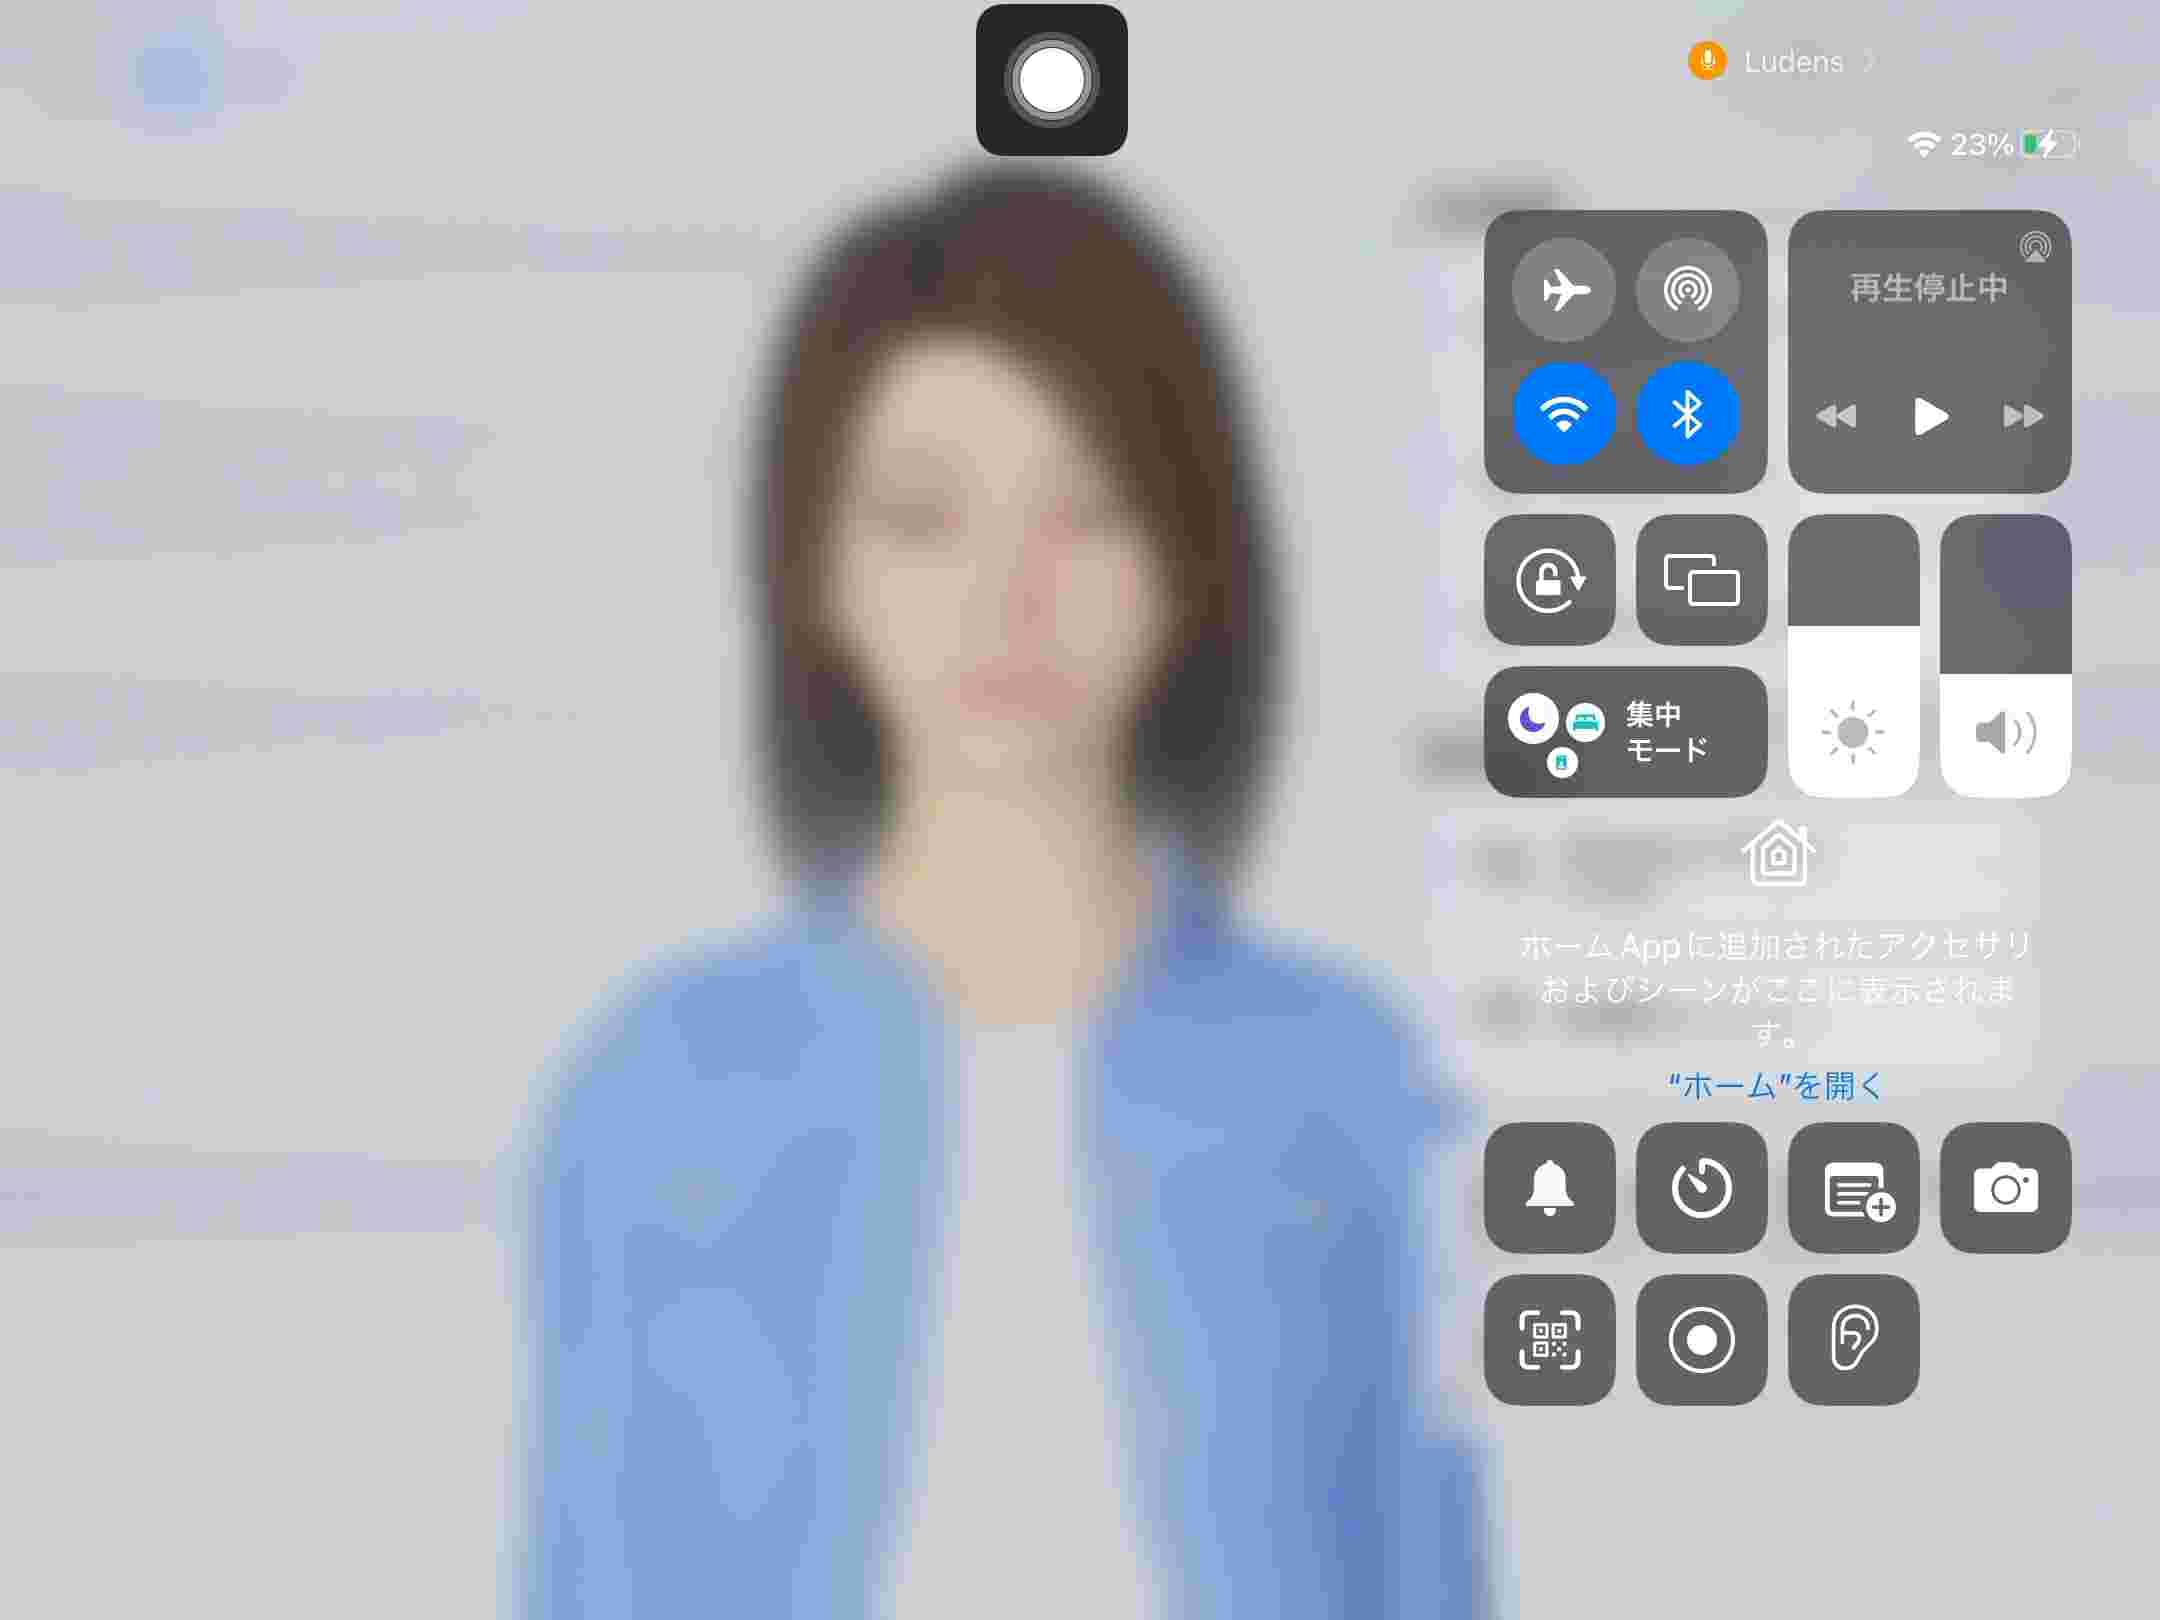 Ludens
23%
再生停止中
集中
モード
ホームAppに追加されたアクセサリ
およびシーンがここに表示されま
す。
“ホーム”を開く